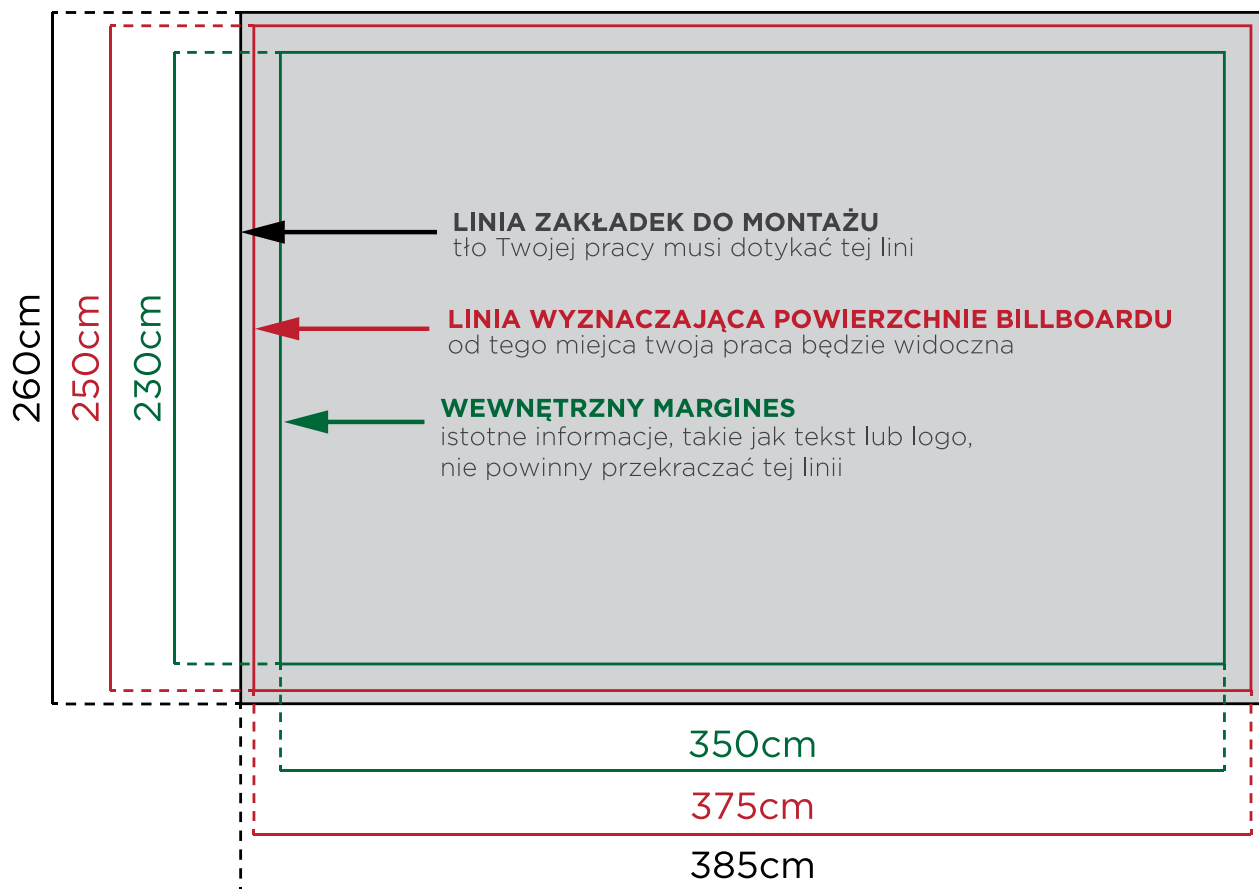 LINIA ZAKŁADEK DO MONTAŻU
tło Twojej pracy musi dotykać tej lini
LINIA WYZNACZAJĄCA POWIERZCHNIE BILLBOARDU
od tego miejca twoja praca będzie widoczna
WEWNĘTRZNY MARGINES
istotne informacje, takie jak tekst lub logo,
nie powinny przekraczać tej linii
260cm
250cm
230cm
350cm
375cm
385cm